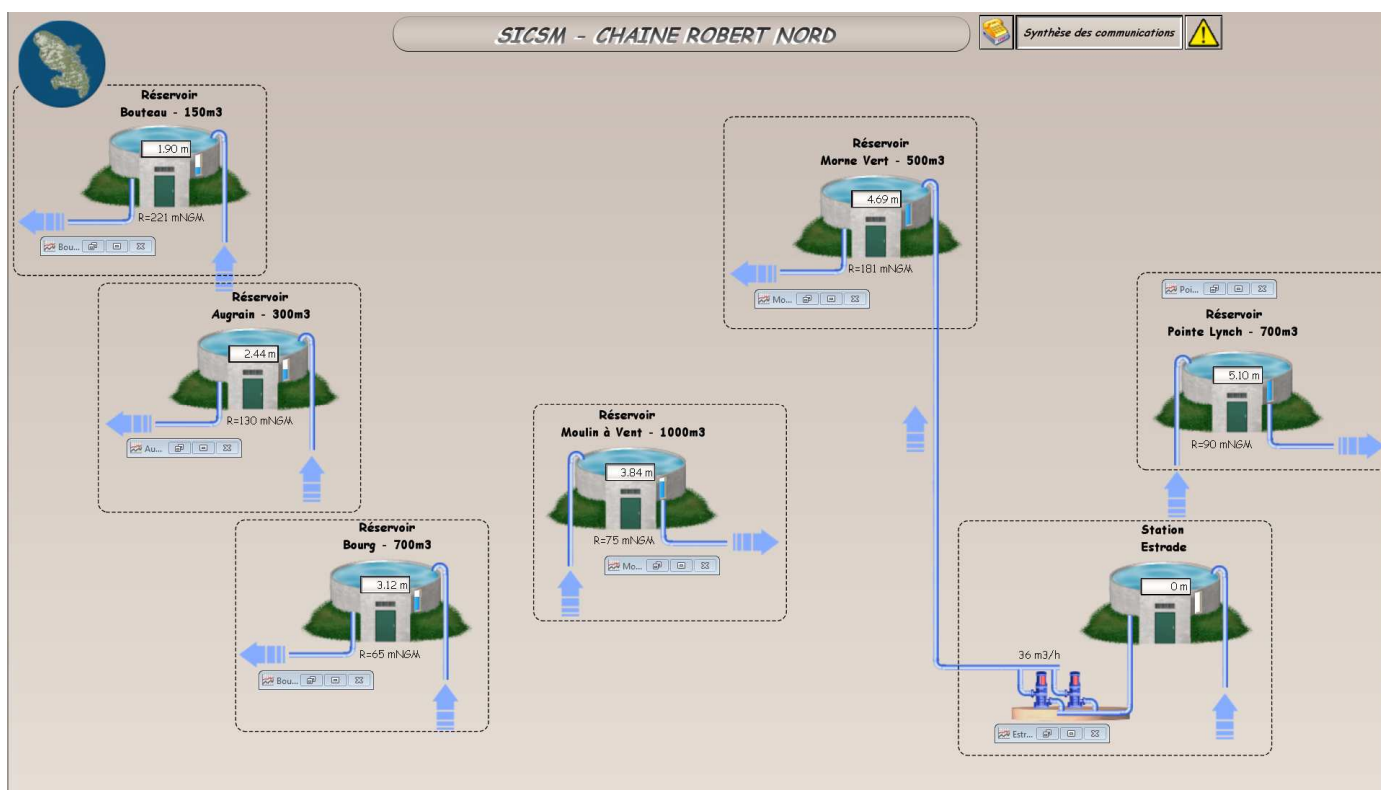 SICSM - CHAINE ROBERT NORD
Synthèse des communications
Réservoir
Bouteau - 150m3
1.90 m
R=221 mNGM
Bou...
Réservoir
Morne Vert - 500m3
4.69 m
R=181 mNGM
Mo...
Réservoir
Augrain - 300m3
2.44 m
R=130 mNGM
Au...
Poi...
Réservoir
Pointe Lynch - 700m3
5.10 m
R=90 mNGM
Réservoir
Moulin à Vent - 1000m3
3.84 m
R=75 mNGM
Mo...
Réservoir
Bourg - 700m3
3.12 m
R=65 mNGM
Bou...
Station
Estrade
0 m
36 m3/h
Estr...